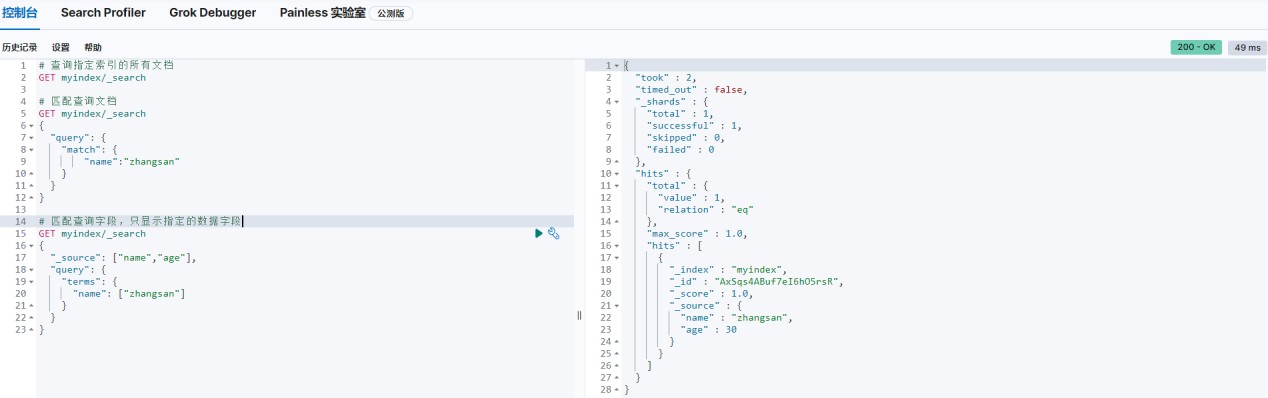 控制台 Search Profiler Grok Debugger Painless 实验室 公测版
历史记录 设置 帮助 200 - OK 49 ms
1 # 查询指定索引的所有文档
2 GET myindex/_search
3
4 # 匹配查询文档
5 GET myindex/_search
6 {
7 "query": {
8 "match": {
9 "name":"zhangsan"
10 }
11 }
12 }
13
14 # 匹配查询字段，只显示指定的数据字段
15 GET myindex/_search
16 {
17 "_source": ["name","age"],
18 "query": {
19 "terms": {
20 "name": ["zhangsan"]
21 }
22 }
23 }
1 {
2 "took" : 2,
3 "timed_out" : false,
4 "_shards" : {
5 "total" : 1,
6 "successful" : 1,
7 "skipped" : 0,
8 "failed" : 0
9 },
10 "hits" : {
11 "total" : {
12 "value" : 1,
13 "relation" : "eq"
14 },
15 "max_score" : 1.0,
16 "hits" : [
17 {
18 "_index" : "myindex",
19 "_id" : "AxSqs4ABuf7eI6hO5rsR",
20 "_score" : 1.0,
21 "_source" : {
22 "name" : "zhangsan",
23 "age" : 30
24 }
25 }
26 ]
27 }
28 }